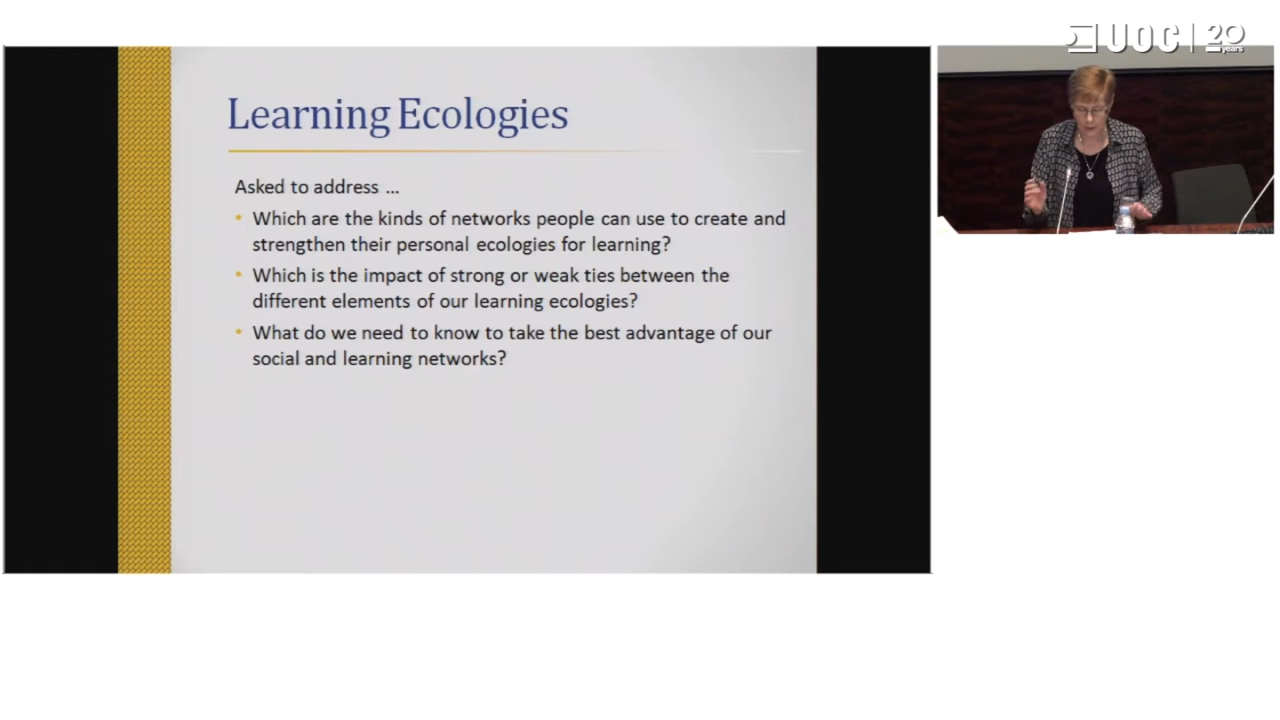 UOC 20
years
Learning Ecologies
Asked to address ...
• Which are the kinds of networks people can use to create and
strengthen their personal ecologies for learning?
• Which is the impact of strong or weak ties between the
different elements of our learning ecologies?
• What do we need to know to take the best advantage of our
social and learning networks?